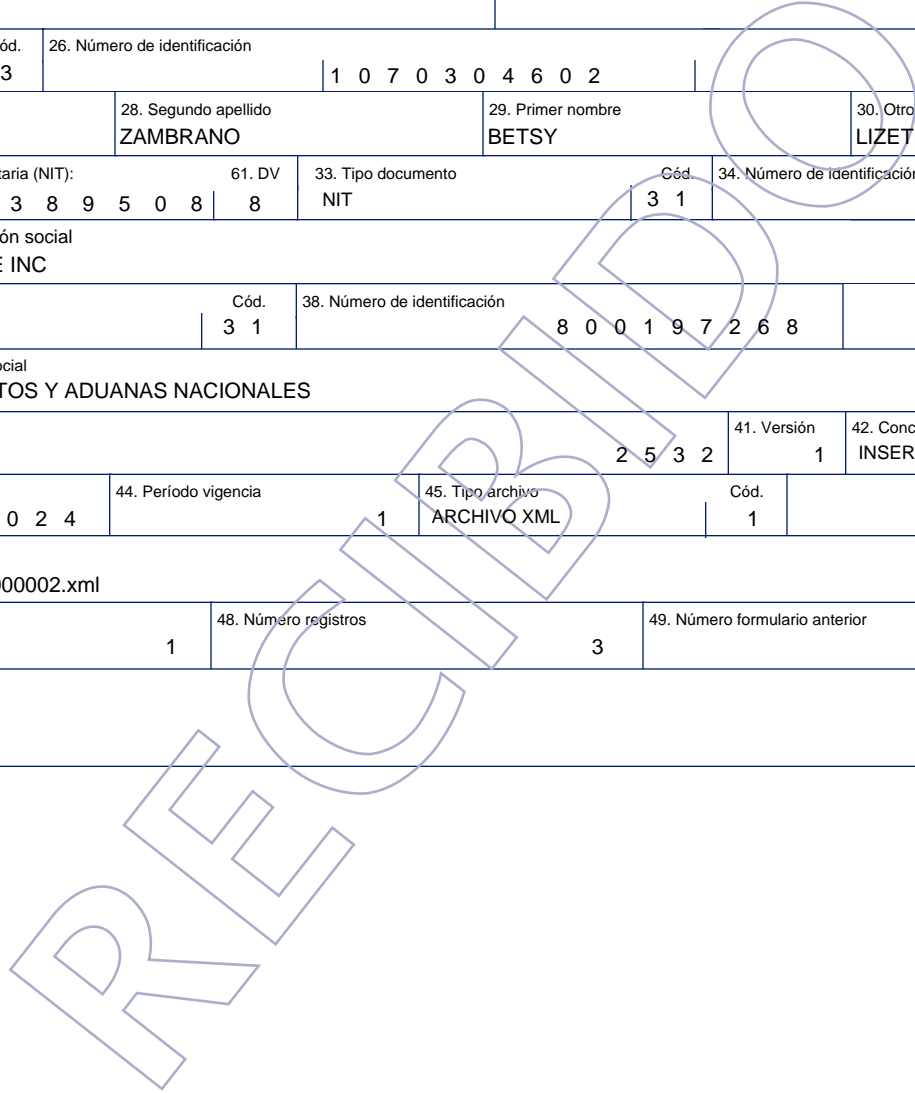 ód. 26. Número de identificación
3 1 0 7 0 3 0 4 6 0 2
28. Segundo apellido 29. Primer nombre 30. Otro
ZAMBRANO BETSY LIZET
taria (NIT): 61. DV 33. Tipo documento Cód. 34. Número de identificación
3 8 9 5 0 8 8 NIT 3 1
ón social
E INC
Cód. 38. Número de identificación
3 1 8 0 0 1 9 7 2 6 8
ocial
TOS Y ADUANAS NACIONALES
41. Versión 42. Conc
2 5 3 2 1 INSER
44. Período vigencia 45. Tipo archivo Cód.
0 2 4 1 ARCHIVO XML 1
000002.xml
48. Número registros 49. Número formulario anterior
1 3
RECIBIDO